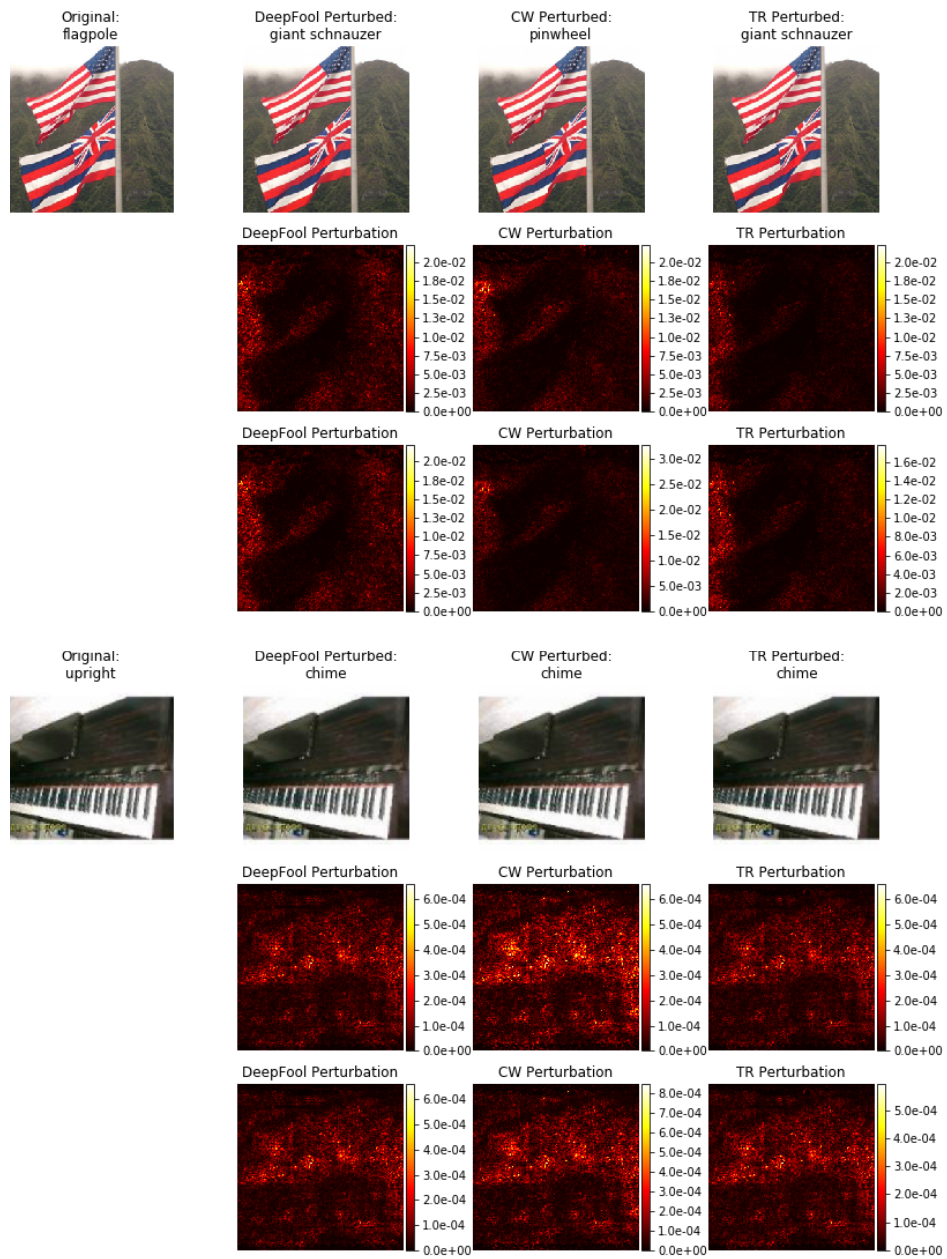 Original:
flagpole
DeepFool Perturbed:
giant schnauzer
CW Perturbed:
pinwheel
TR Perturbed:
giant schnauzer
DeepFool Perturbation
2.0e-02
1.8e-02
1.5e-02
1.3e-02
1.0e-02
7.5e-03
5.0e-03
2.5e-03
0.0e+00
CW Perturbation
2.0e-02
1.8e-02
1.5e-02
1.3e-02
1.0e-02
7.5e-03
5.0e-03
2.5e-03
0.0e+00
TR Perturbation
2.0e-02
1.8e-02
1.5e-02
1.3e-02
1.0e-02
7.5e-03
5.0e-03
2.5e-03
0.0e+00
DeepFool Perturbation
2.0e-02
1.8e-02
1.5e-02
1.3e-02
1.0e-02
7.5e-03
5.0e-03
2.5e-03
0.0e+00
CW Perturbation
3.0e-02
2.5e-02
2.0e-02
1.5e-02
1.0e-02
5.0e-03
0.0e+00
TR Perturbation
1.6e-02
1.4e-02
1.2e-02
1.0e-02
8.0e-03
6.0e-03
4.0e-03
2.0e-03
0.0e+00
Original:
upright
DeepFool Perturbed:
chime
CW Perturbed:
chime
TR Perturbed:
chime
DeepFool Perturbation
6.0e-04
5.0e-04
4.0e-04
3.0e-04
2.0e-04
1.0e-04
0.0e+00
CW Perturbation
6.0e-04
5.0e-04
4.0e-04
3.0e-04
2.0e-04
1.0e-04
0.0e+00
TR Perturbation
6.0e-04
5.0e-04
4.0e-04
3.0e-04
2.0e-04
1.0e-04
0.0e+00
DeepFool Perturbation
6.0e-04
5.0e-04
4.0e-04
3.0e-04
2.0e-04
1.0e-04
0.0e+00
CW Perturbation
8.0e-04
7.0e-04
6.0e-04
5.0e-04
4.0e-04
3.0e-04
2.0e-04
1.0e-04
0.0e+00
TR Perturbation
5.0e-04
4.0e-04
3.0e-04
2.0e-04
1.0e-04
0.0e+00